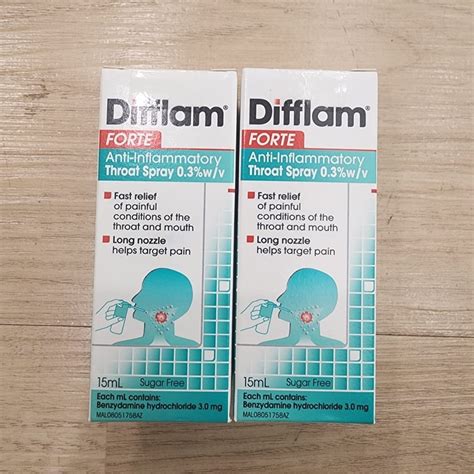 Difflam®
FORTE
Anti-Inflammatory
Throat Spray 0.3%w/v
Fast relief
of painful
conditions of the
throat and mouth
Long nozzle
helps target pain
15mL
Sugar Free
Each mL contains:
Benzydamine hydrochloride 3.0 mg
MAL08051758AZ
Difflam®
FORTE
Anti-Inflammatory
Throat Spray 0.3%w/v
Fast relief
of painful
conditions of the
throat and mouth
Long nozzle
helps target pain
15mL
Sugar Free
Each mL contains:
Benzydamine hydrochloride 3.0 mg
MAL08051758AZ